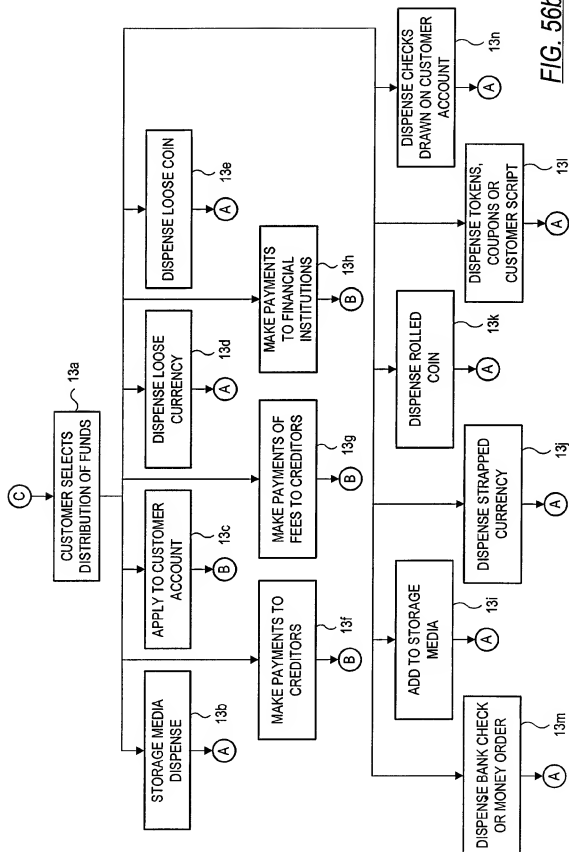 C
13a
CUSTOMER SELECTS
DISTRIBUTION OF FUNDS
STORAGE MEDIA
DISPENSE
13b
A
APPLY TO CUSTOMER
ACCOUNT
13c
B
DISPENSE LOOSE
CURRENCY
13d
A
DISPENSE LOOSE COIN
13e
A
MAKE PAYMENTS TO
CREDITORS
13f
B
MAKE PAYMENTS OF
FEES TO CREDITORS
13g
B
MAKE PAYMENTS
TO FINANCIAL
INSTITUTIONS
13h
B
ADD TO STORAGE
MEDIA
13i
A
DISPENSE STRAPPED
CURRENCY
13j
A
DISPENSE ROLLED
COIN
13k
A
DISPENSE TOKENS,
COUPONS OR
CUSTOMER SCRIPT
13l
A
DISPENSE BANK CHECK
OR MONEY ORDER
13m
A
DISPENSE CHECKS
DRAWN ON CUSTOMER
ACCOUNT
13n
A
FIG. 56b